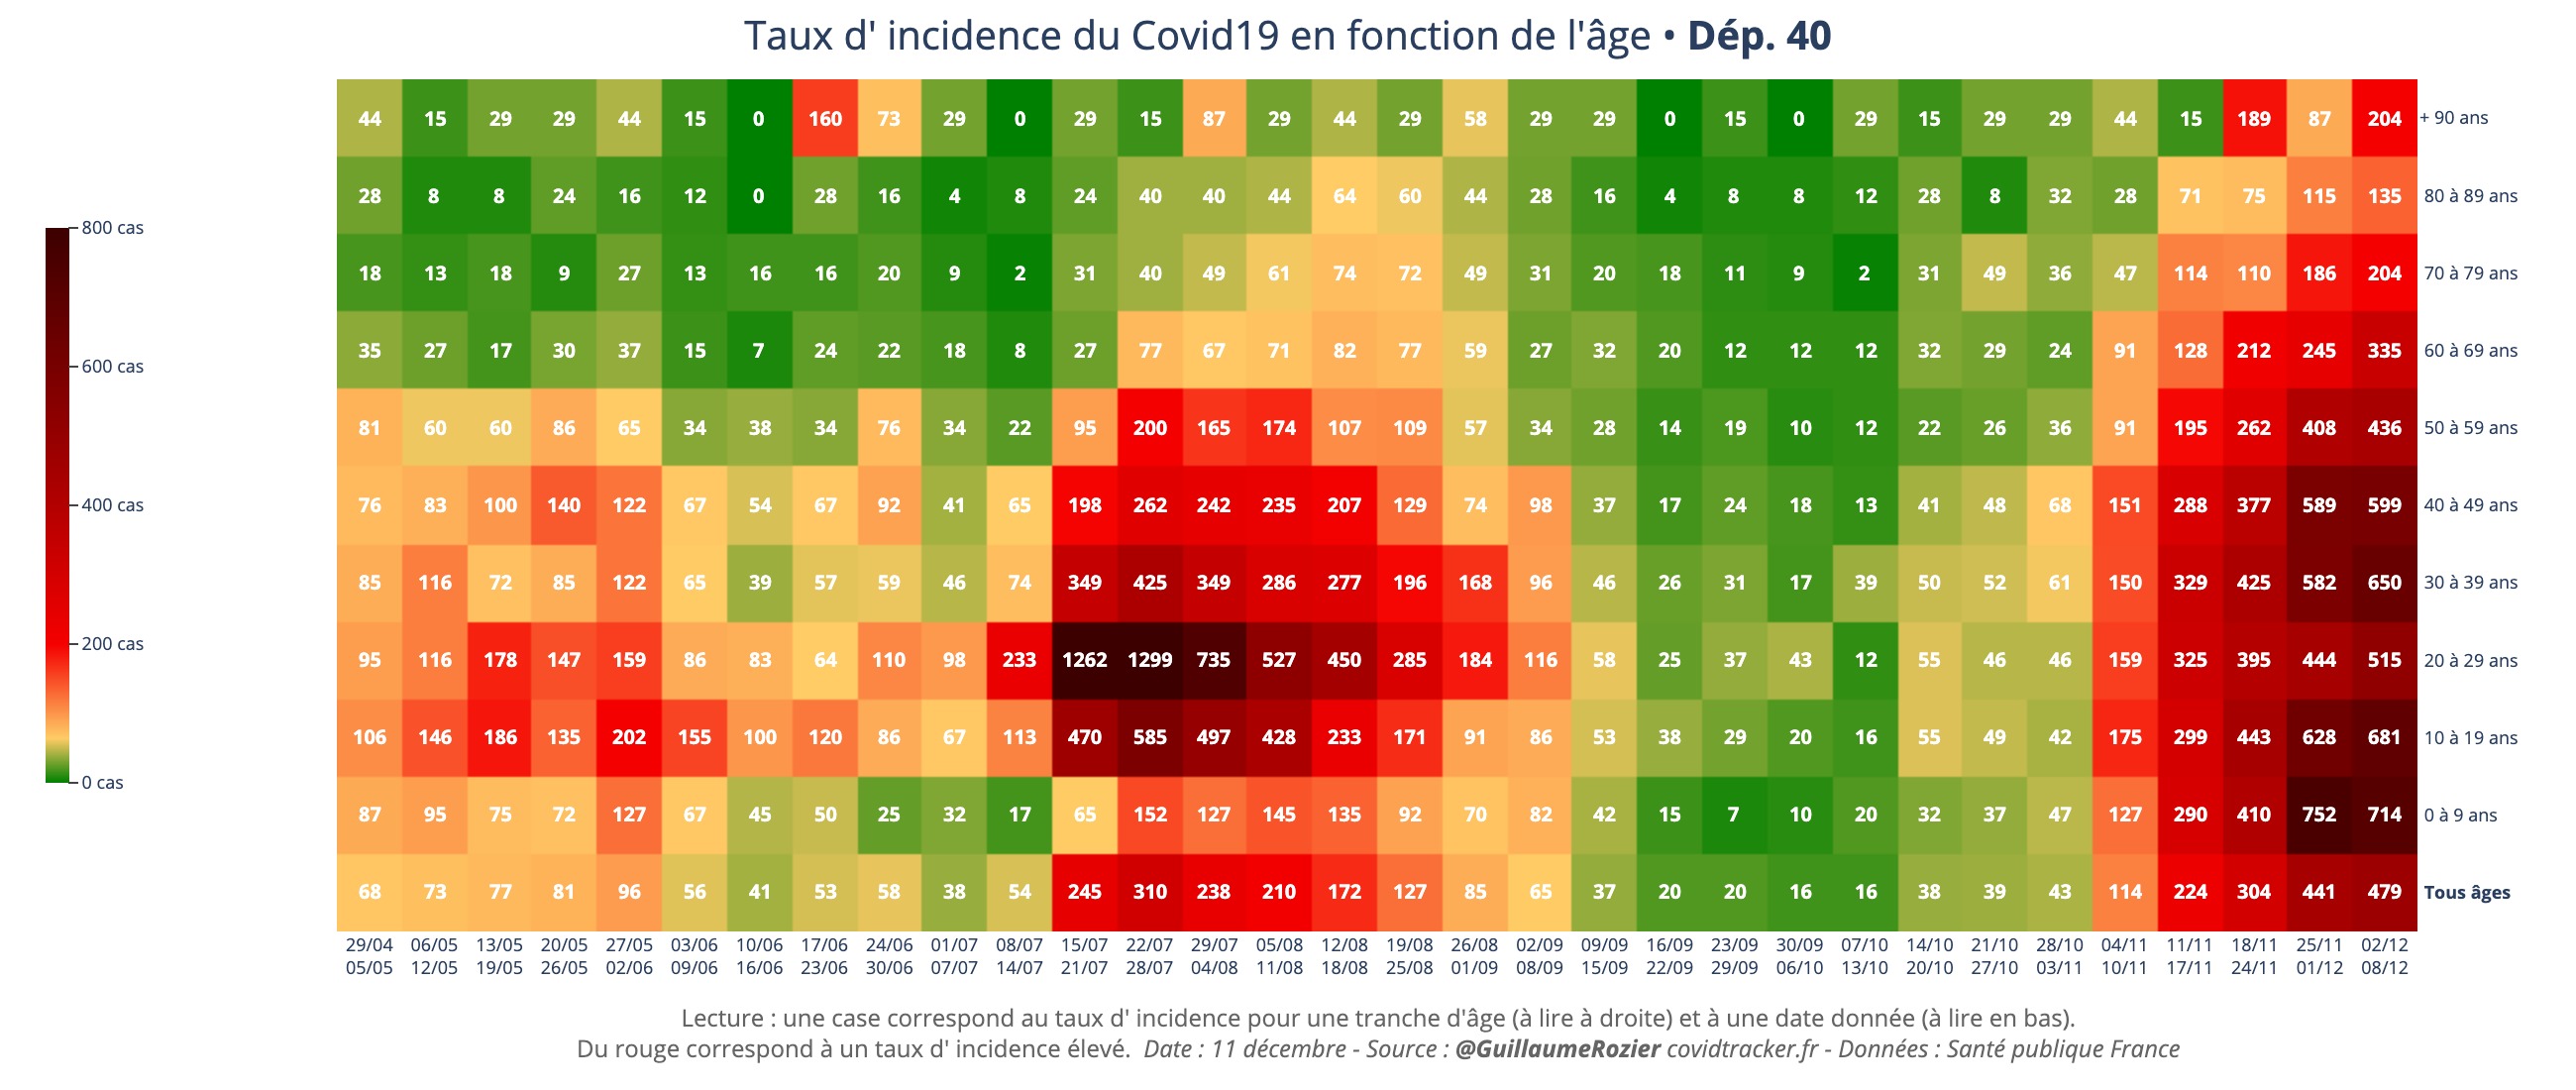 Taux d' incidence du Covid19 en fonction de l'âge • Dép. 40
800 cas
600 cas
400 cas
200 cas
0 cas
44 15 29 29 44 15 0 160 73 29 0 29 15 87 29 44 29 58 29 29 0 15 0 29 15 29 29 44 15 189 87 204 + 90 ans
28 8 8 24 16 12 0 28 16 4 8 24 40 40 44 64 60 44 28 16 4 8 8 12 28 8 32 28 71 75 115 135 80 à 89 ans
18 13 18 9 27 13 16 16 20 9 2 31 40 49 61 74 72 49 31 20 18 11 9 2 31 49 36 47 114 110 186 204 70 à 79 ans
35 27 17 30 37 15 7 24 22 18 8 27 77 67 71 82 77 59 27 32 20 12 12 12 32 29 24 91 128 212 245 335 60 à 69 ans
81 60 60 86 65 34 38 34 76 34 22 95 200 165 174 107 109 57 34 28 14 19 10 12 22 26 36 91 195 262 408 436 50 à 59 ans
76 83 100 140 122 67 54 67 92 41 65 198 262 242 235 207 129 74 98 37 17 24 18 13 41 48 68 151 288 377 589 599 40 à 49 ans
85 116 72 85 122 65 39 57 59 46 74 349 425 349 286 277 196 168 96 46 26 31 17 39 50 52 61 150 329 425 582 650 30 à 39 ans
95 116 178 147 159 86 83 64 110 98 233 1262 1299 735 527 450 285 184 116 58 25 37 43 12 55 46 46 159 325 395 444 515 20 à 29 ans
106 146 186 135 202 155 100 120 86 67 113 470 585 497 428 233 171 91 86 53 38 29 20 16 55 49 42 175 299 443 628 681 10 à 19 ans
87 95 75 72 127 67 45 50 25 32 17 65 152 127 145 135 92 70 82 42 15 7 10 20 32 37 47 127 290 410 752 714 0 à 9 ans
68 73 77 81 96 56 41 53 58 38 54 245 310 238 210 172 127 85 65 37 20 20 16 16 38 39 43 114 224 304 441 479 Tous âges
29/04 06/05 13/05 20/05 27/05 03/06 10/06 17/06 24/06 01/07 08/07 15/07 22/07 29/07 05/08 12/08 19/08 26/08 02/09 09/09 16/09 23/09 30/09 07/10 14/10 21/10 28/10 04/11 11/11 18/11 25/11 02/12
05/05 12/05 19/05 26/05 02/06 09/06 16/06 23/06 30/06 07/07 14/07 21/07 28/07 04/08 11/08 18/08 25/08 01/09 08/09 15/09 22/09 29/09 06/10 13/10 20/10 27/10 03/11 10/11 17/11 24/11 01/12 08/12
Lecture : une case correspond au taux d' incidence pour une tranche d'âge (à lire à droite) et à une date donnée (à lire en bas).
Du rouge correspond à un taux d' incidence élevé. Date : 11 décembre - Source : @GuillaumeRozier covidtracker.fr - Données : Santé publique France